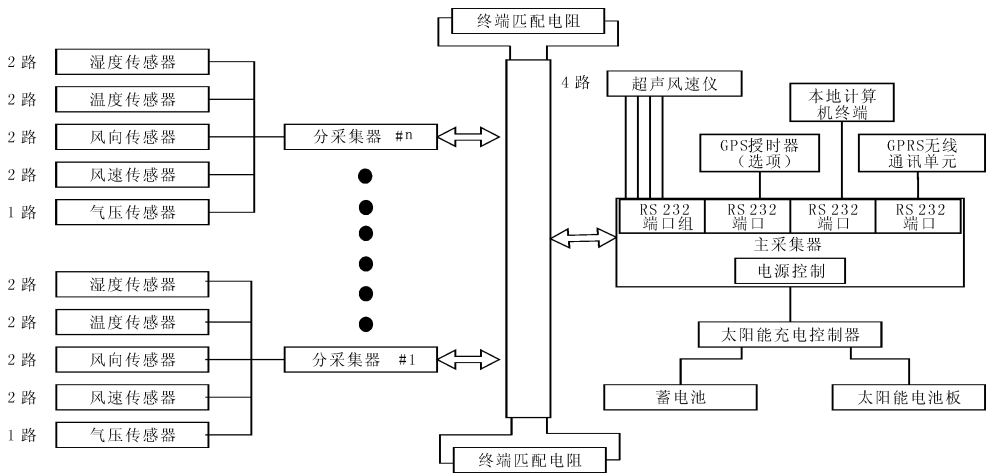 终端匹配电阻
2 路 湿度传感器
2 路 温度传感器
2 路 风向传感器
2 路 风速传感器
1 路 气压传感器
分采集器 #n
4 路 超声风速仪
本地计算
机终端
GPS授时器
（选项）
GPRS无线
通讯单元
RS 232
端口组
RS 232
端口
RS 232
端口
RS 232
端口
主采集器
电源控制
2 路 湿度传感器
2 路 温度传感器
2 路 风向传感器
2 路 风速传感器
1 路 气压传感器
分采集器 #1
太阳能充电控制器
蓄电池
太阳能电池板
终端匹配电阻